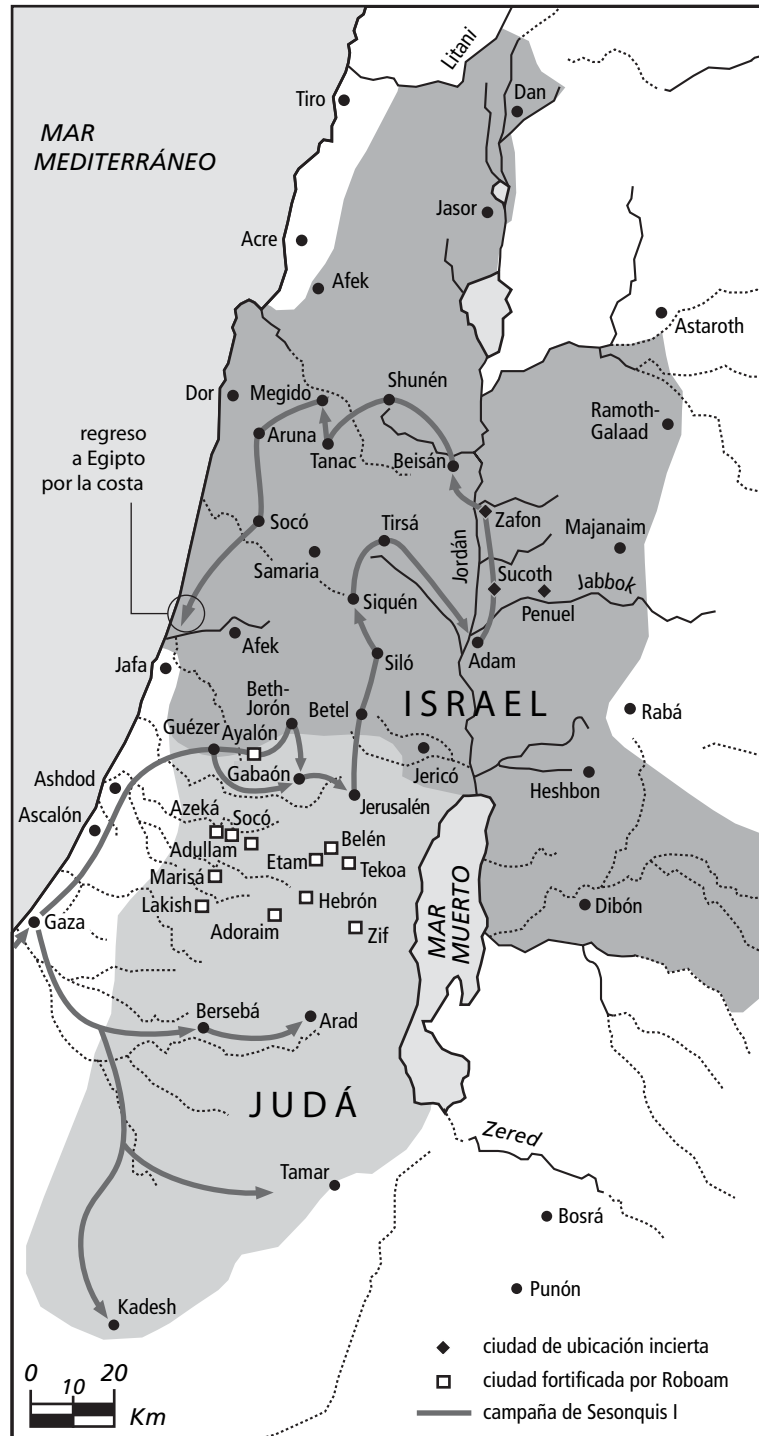 Litani
Tiro
Dan
MAR
MEDITERRÁNEO
Jasor
Acre
Afek
Astaroth
Dor
Megido
Shunén
Ramoth-
Galaad
regreso
a Egipto
por la costa
Aruna
Tanac
Beisán
Socó
Tirsá
Zafon
Samaria
Jordán
Majanaim
Sucoth
Jabbok
Siquén
Penuel
Afek
Adam
Jafa
Siló
ISRAEL
Beth-
Jorón
Betel
Rabá
Guézer
Ayalón
Gabaón
Jericó
Heshbon
Ashdod
Jerusalén
Azeká
Socó
Ascalón
Adullam
Belén
Etam
Tekoa
Marisá
Hebrón
Lakish
Dibón
Gaza
Adoraim
Zif
MAR
MUERTO
Bersebá
Arad
JUDÁ
Zered
Tamar
Bosrá
Punón
Kadesh
ciudad de ubicación incierta
ciudad fortificada por Roboam
campaña de Sesonquis I
0 10 20
Km